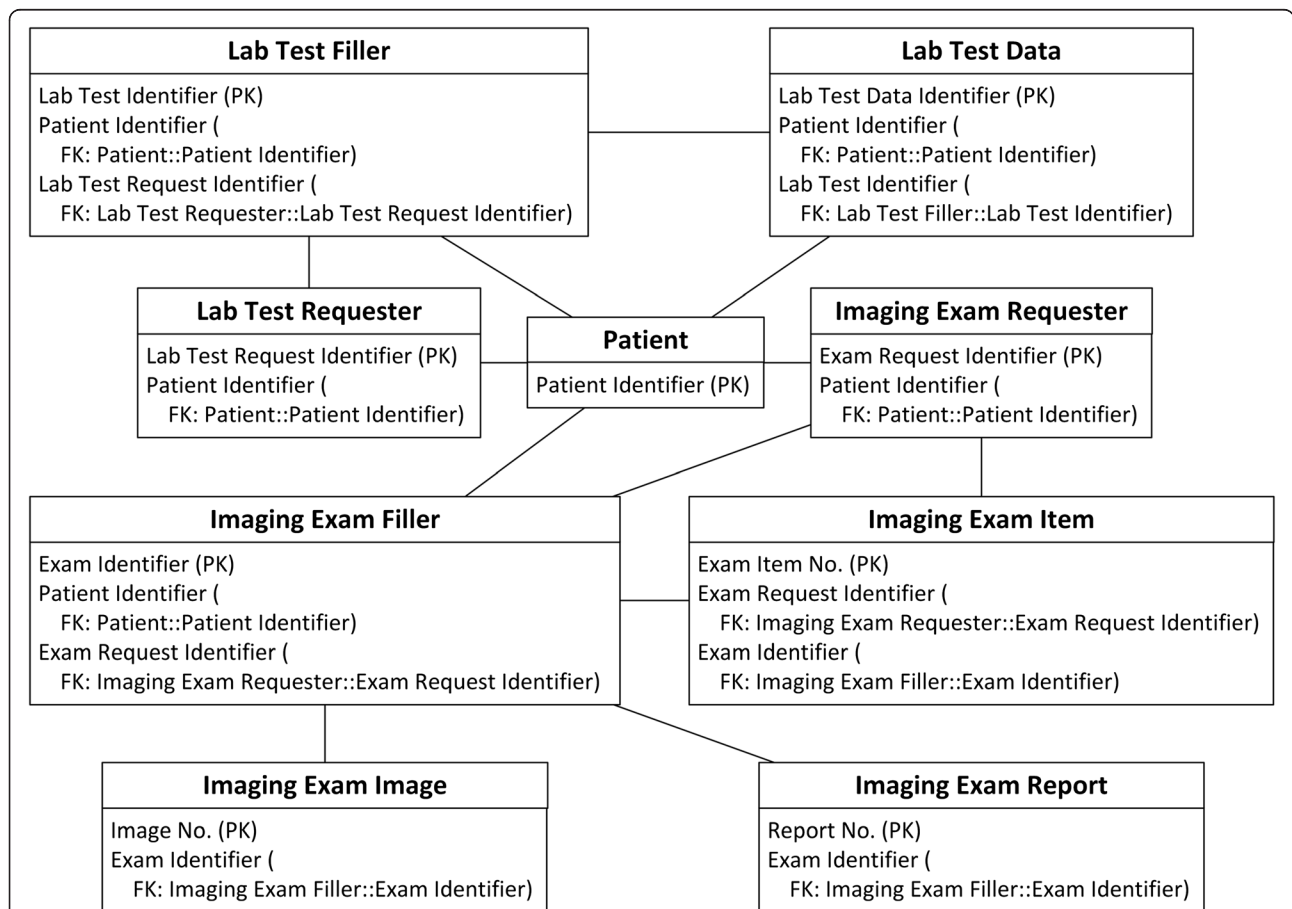 Lab Test Filler
Lab Test Identifier (PK)
Patient Identifier (
FK: Patient::Patient Identifier)
Lab Test Request Identifier (
FK: Lab Test Requester::Lab Test Request Identifier)
Lab Test Data
Lab Test Data Identifier (PK)
Patient Identifier (
FK: Patient::Patient Identifier)
Lab Test Identifier (
FK: Lab Test Filler::Lab Test Identifier)
Lab Test Requester
Lab Test Request Identifier (PK)
Patient Identifier (
FK: Patient::Patient Identifier)
Patient
Patient Identifier (PK)
Imaging Exam Requester
Exam Request Identifier (PK)
Patient Identifier (
FK: Patient::Patient Identifier)
Imaging Exam Filler
Exam Identifier (PK)
Patient Identifier (
FK: Patient::Patient Identifier)
Exam Request Identifier (
FK: Imaging Exam Requester::Exam Request Identifier)
Imaging Exam Item
Exam Item No. (PK)
Exam Request Identifier (
FK: Imaging Exam Requester::Exam Request Identifier)
Exam Identifier (
FK: Imaging Exam Filler::Exam Identifier)
Imaging Exam Image
Image No. (PK)
Exam Identifier (
FK: Imaging Exam Filler::Exam Identifier)
Imaging Exam Report
Report No. (PK)
Exam Identifier (
FK: Imaging Exam Filler::Exam Identifier)